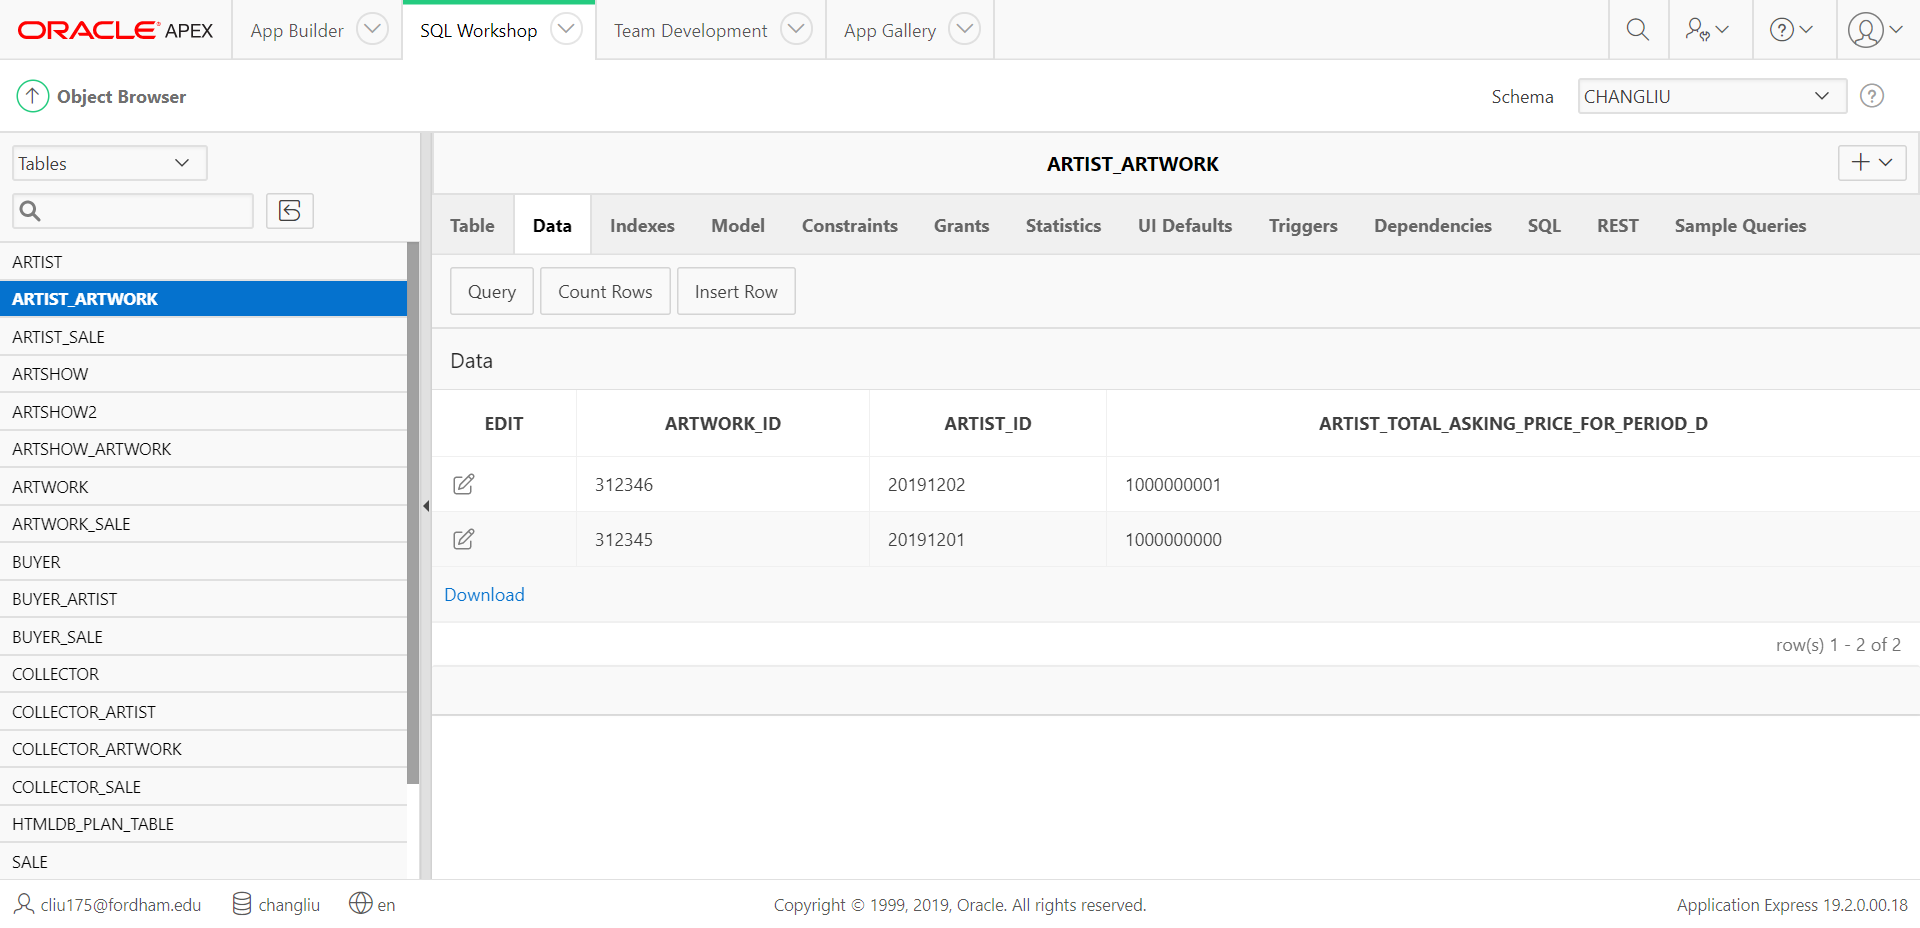 ORACLE APEX App Builder SQL Workshop Team Development App Gallery
Object Browser Schema CHANGLIU
Tables
ARTIST_ARTWORK
Table Data Indexes Model Constraints Grants Statistics UI Defaults Triggers Dependencies SQL REST Sample Queries
Query Count Rows Insert Row
Data
EDIT ARTWORK_ID ARTIST_ID ARTIST_TOTAL_ASKING_PRICE_FOR_PERIOD_D
312346 20191202 1000000001
312345 20191201 1000000000
Download
row(s) 1 - 2 of 2
ARTIST
ARTIST_ARTWORK
ARTIST_SALE
ARTSHOW
ARTSHOW2
ARTSHOW_ARTWORK
ARTWORK
ARTWORK_SALE
BUYER
BUYER_ARTIST
BUYER_SALE
COLLECTOR
COLLECTOR_ARTIST
COLLECTOR_ARTWORK
COLLECTOR_SALE
HTMLDB_PLAN_TABLE
SALE
cliu175@fordham.edu changliu en Copyright © 1999, 2019, Oracle. All rights reserved. Application Express 19.2.0.00.18